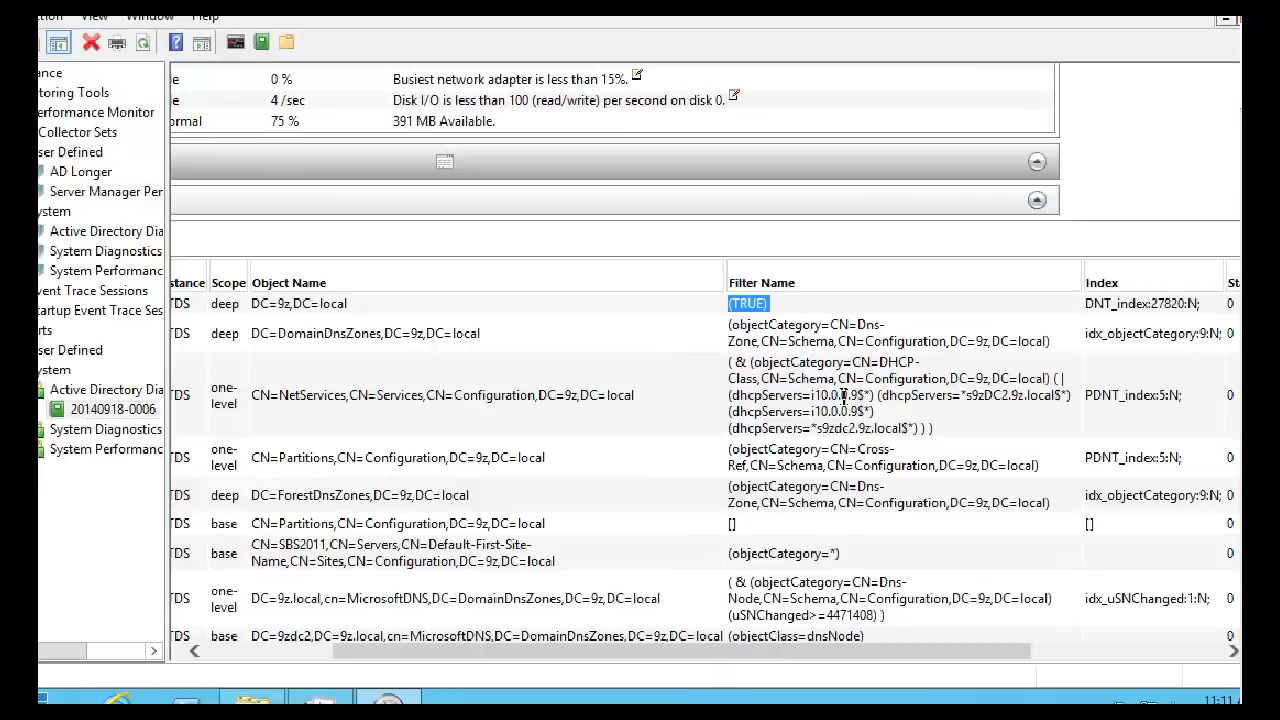 View Window Help
ance
toring Tools
erformance Monitor
Collector Sets
ser Defined
AD Longer
Server Manager Per
ystem
Active Directory Dia
System Diagnostics
System Performanc
vent Trace Sessions
tartup Event Trace Sessions
rts
ser Defined
ystem
Active Directory Dia
20140918-0006
System Diagnostics
System Performanc
le 0 % Busiest network adapter is less than 15%.
le 4 /sec Disk I/O is less than 100 (read/write) per second on disk 0.
ormal 75 % 391 MB Available.
stance Scope Object Name Filter Name Index St
TDS deep DC=9z,DC=local (TRUE) DNT_index:27820:N; 0
TDS deep DC=DomainDnsZones,DC=9z,DC=local (objectCategory=CN=Dns-
Zone,CN=Schema,CN=Configuration,DC=9z,DC=local) idx_objectCategory:9:N; 0
TDS one-
level CN=NetServices,CN=Services,CN=Configuration,DC=9z,DC=local ( & (objectCategory=CN=DHCP-
Class,CN=Schema,CN=Configuration,DC=9z,DC=local) ( |
(dhcpServers=i10.0.0.9$*) (dhcpServers=*s9zDC2.9z.local$*)
(dhcpServers=i10.0.0.9$*)
(dhcpServers=*s9zdc2.9z.local$*) ) ) PDNT_index:5:N; 0
TDS one-
level CN=Partitions,CN=Configuration,DC=9z,DC=local (objectCategory=CN=Cross-
Ref,CN=Schema,CN=Configuration,DC=9z,DC=local) PDNT_index:5:N; 0
TDS deep DC=ForestDnsZones,DC=9z,DC=local (objectCategory=CN=Dns-
Zone,CN=Schema,CN=Configuration,DC=9z,DC=local) idx_objectCategory:9:N; 0
TDS base CN=Partitions,CN=Configuration,DC=9z,DC=local [] [] 0
TDS base CN=SBS2011,CN=Servers,CN=Default-First-Site-
Name,CN=Sites,CN=Configuration,DC=9z,DC=local (objectCategory=*) 0
TDS one-
level DC=9z.local,cn=MicrosoftDNS,DC=DomainDnsZones,DC=9z,DC=local ( & (objectCategory=CN=Dns-
Node,CN=Schema,CN=Configuration,DC=9z,DC=local)
(uSNChanged>=4471408) ) idx_uSNChanged:1:N; 0
TDS base DC=9zdc2,DC=9z.local,cn=MicrosoftDNS,DC=DomainDnsZones,DC=9z,DC=local (objectClass=dnsNode) 0
11:11